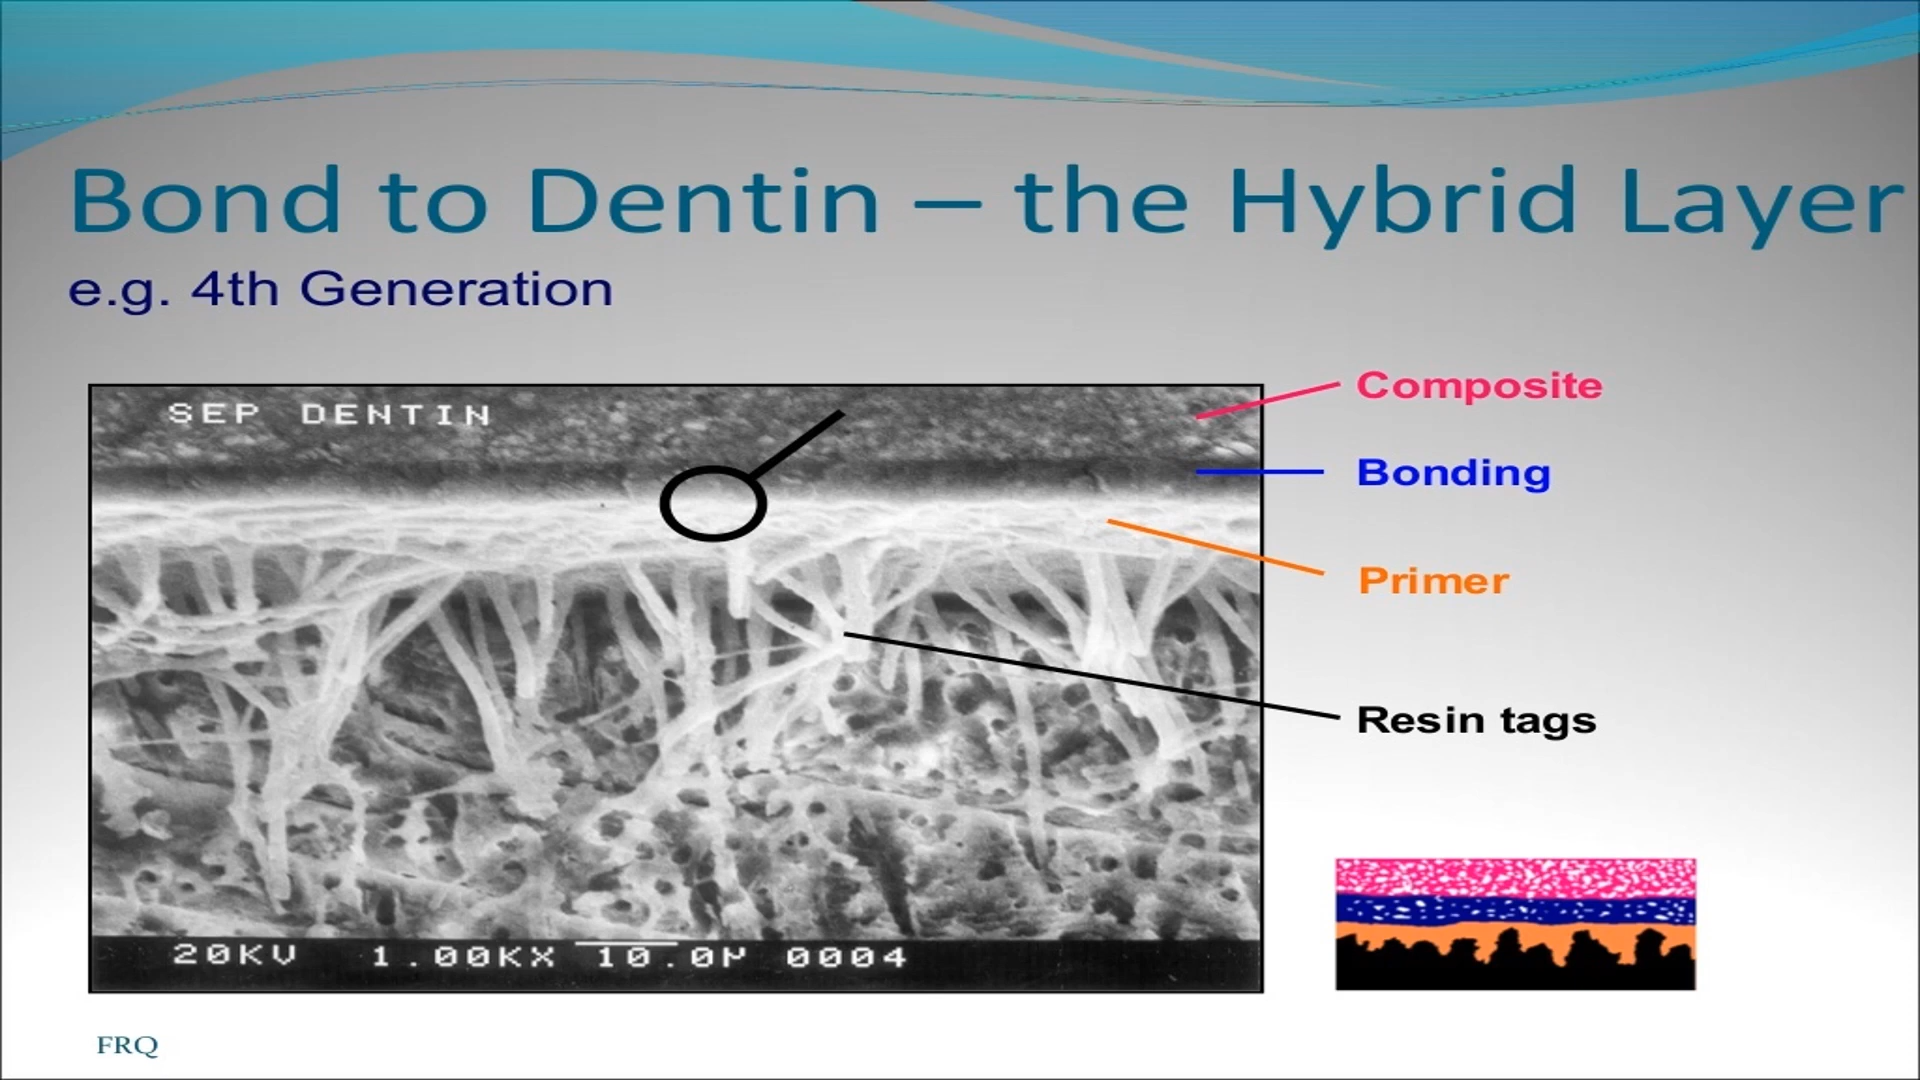 Bond to Dentin – the Hybrid Layer
e.g. 4th Generation
SEP DENTIN
Composite
Bonding
Primer
Resin tags
20KV 1.00KX 10.0µ 0004
FRQ